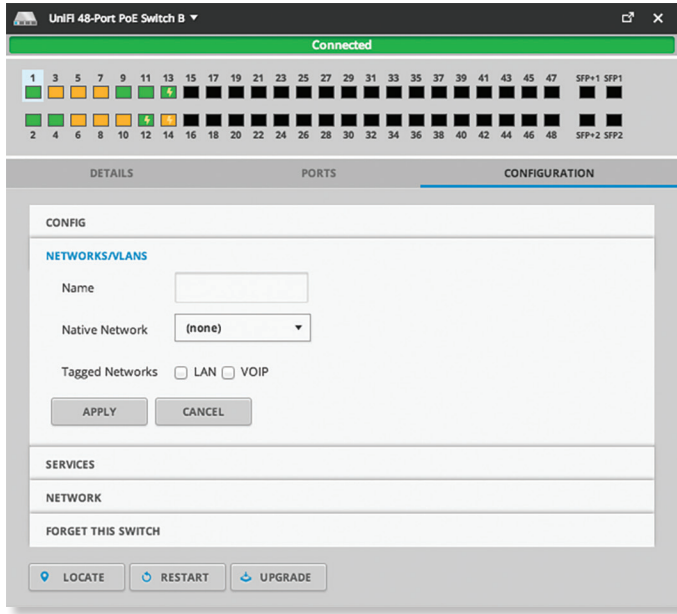 UniFi 48-Port PoE Switch B
Connected
1 3 5 7 9 11 13 15 17 19 21 23 25 27 29 31 33 35 37 39 41 43 45 47 SFP+1 SFP1
2 4 6 8 10 12 14 16 18 20 22 24 26 28 30 32 34 36 38 40 42 44 46 48 SFP+2 SFP2
DETAILS PORTS CONFIGURATION
CONFIG
NETWORKS/VLANS
Name
Native Network (none)
Tagged Networks LAN VOIP
APPLY CANCEL
SERVICES
NETWORK
FORGET THIS SWITCH
LOCATE RESTART UPGRADE